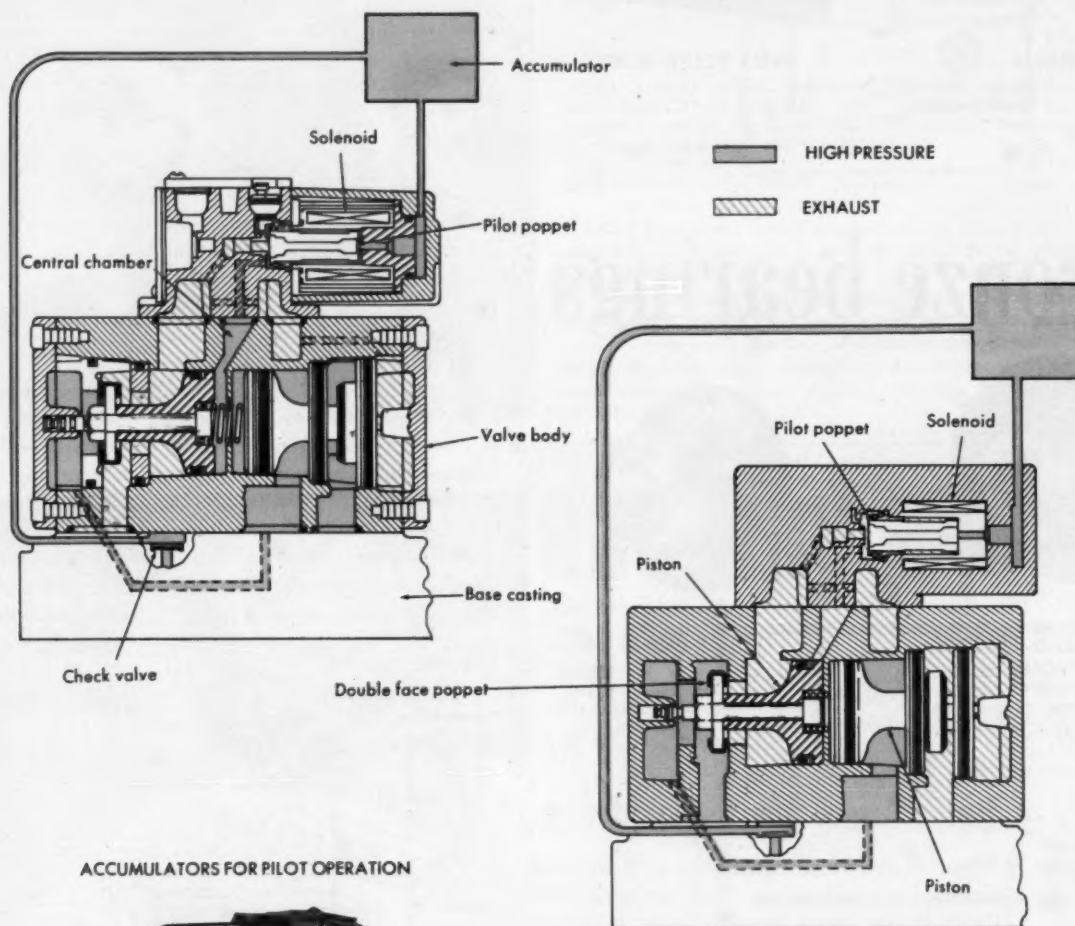 Accumulator
Solenoid
HIGH PRESSURE
Pilot poppet
EXHAUST
Central chamber
Valve body
Solenoid
Pilot poppet
Piston
Base casting
Check valve
Double face poppet
ACCUMULATORS FOR PILOT OPERATION
Piston